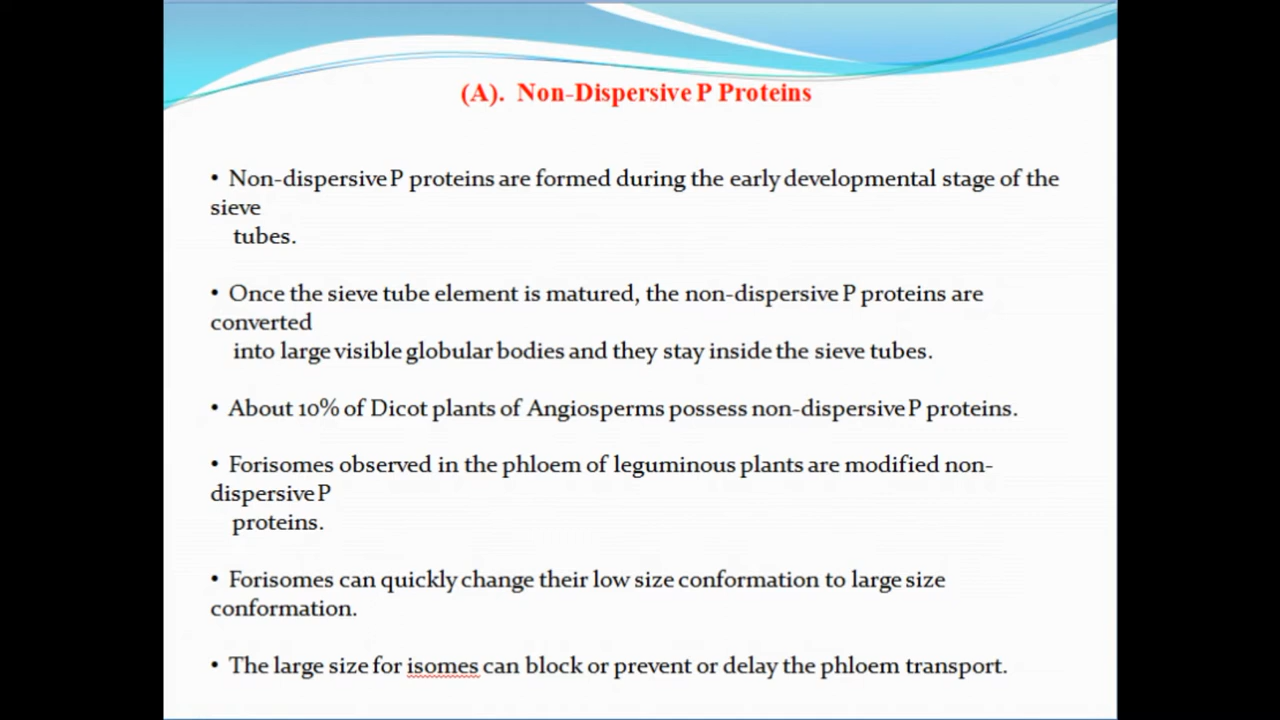 (A). Non-Dispersive P Proteins
• Non-dispersive P proteins are formed during the early developmental stage of the
sieve
tubes.
• Once the sieve tube element is matured, the non-dispersive P proteins are
converted
into large visible globular bodies and they stay inside the sieve tubes.
• About 10% of Dicot plants of Angiosperms possess non-dispersive P proteins.
• Forisomes observed in the phloem of leguminous plants are modified non-
dispersive P
proteins.
• Forisomes can quickly change their low size conformation to large size
conformation.
• The large size for isomes can block or prevent or delay the phloem transport.